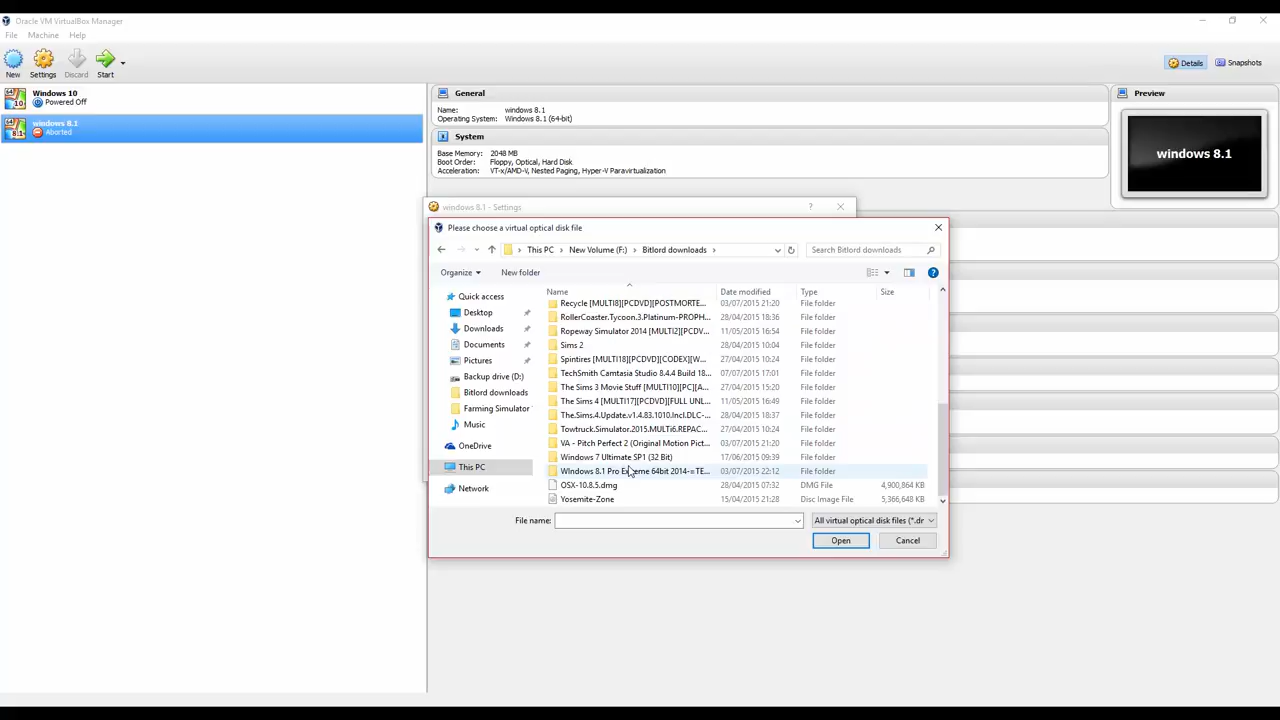 Oracle VM VirtualBox Manager
File Machine Help
New Settings Discard Start
Details Snapshots
Windows 10
Powered Off
windows 8.1
Aborted
General
Name: windows 8.1
Operating System: Windows 8.1 (64-bit)
System
Base Memory: 2048 MB
Boot Order: Floppy, Optical, Hard Disk
Acceleration: VT-x/AMD-V, Nested Paging, Hyper-V Paravirtualization
Preview
windows 8.1
windows 8.1 - Settings
Please choose a virtual optical disk file
This PC > New Volume (F:) > Bitlord downloads >
Search Bitlord downloads
Organize New folder
Name Date modified Type Size
Quick access
Desktop
Downloads
Documents
Pictures
Backup drive (D:)
Bitlord downloads
Farming Simulator
Music
OneDrive
This PC
Network
Recycle [MULTI8][PCDVD][POSTMORTE... 03/07/2015 21:20 File folder
RollerCoaster.Tycoon.3.Platinum-PROPH... 28/04/2015 18:36 File folder
Ropeway Simulator 2014 [MULTI2][PCDV... 11/05/2015 16:54 File folder
Sims 2 28/04/2015 10:04 File folder
Spintires [MULTI18][PCDVD][CODEX][W... 27/04/2015 10:24 File folder
TechSmith Camtasia Studio 8.4.4 Build 18... 07/07/2015 17:01 File folder
The Sims 3 Movie Stuff [MULTI10][PC][A... 27/04/2015 15:20 File folder
The Sims 4 [MULTI17][PCDVD][FULL UNL... 11/05/2015 16:49 File folder
The.Sims.4.Update.v1.4.83.1010.Incl.DLC-... 28/04/2015 18:37 File folder
Towtruck.Simulator.2015.MULTi6.REPAC... 27/04/2015 10:24 File folder
VA - Pitch Perfect 2 (Original Motion Pict... 03/07/2015 21:20 File folder
Windows 7 Ultimate SP1 (32 Bit) 17/06/2015 09:39 File folder
WIndows 8.1 Pro Extreme 64bit 2014-= TE... 03/07/2015 22:12 File folder
OSX-10.8.5.dmg 28/04/2015 07:32 DMG File 4,900,864 KB
Yosemite-Zone 15/04/2015 21:28 Disc Image File 5,366,648 KB
File name: All virtual optical disk files (*.dr
Open Cancel